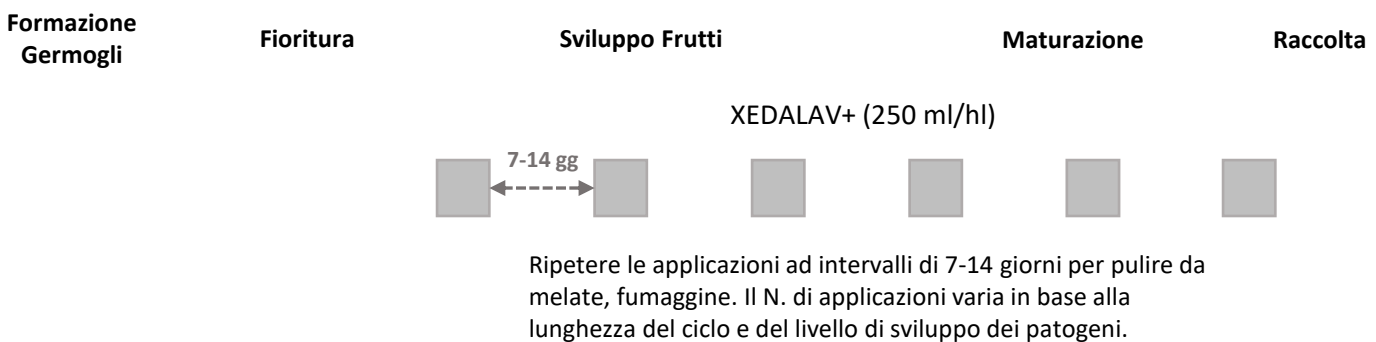 Formazione
Germogli
Fioritura
Sviluppo Frutti
Maturazione
Raccolta
XEDALAV+ (250 ml/hl)
7-14 gg
Ripetere le applicazioni ad intervalli di 7-14 giorni per pulire da
melate, fumaggine. Il N. di applicazioni varia in base alla
lunghezza del ciclo e del livello di sviluppo dei patogeni.